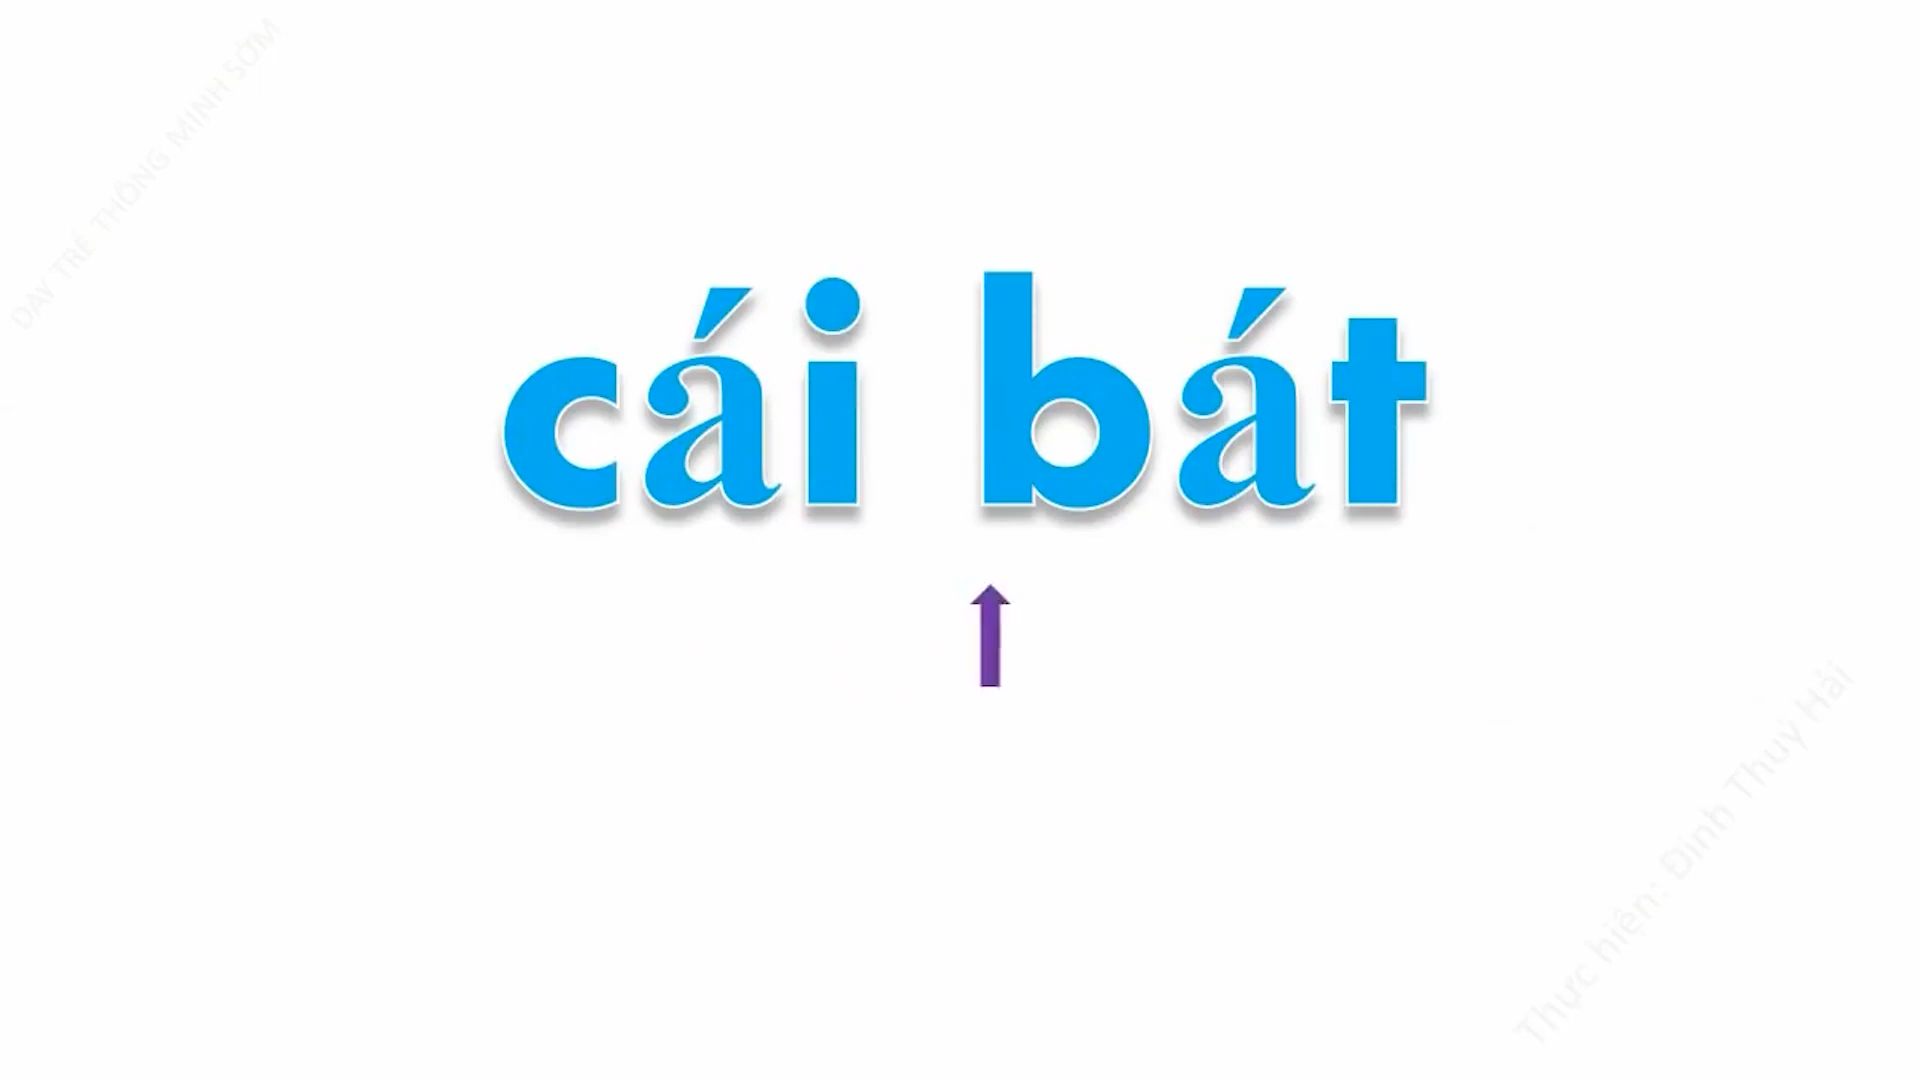 DẠY TRẺ THÔNG MINH SỚM
cái bát
Thực hiện: Đinh Thuỳ Hải